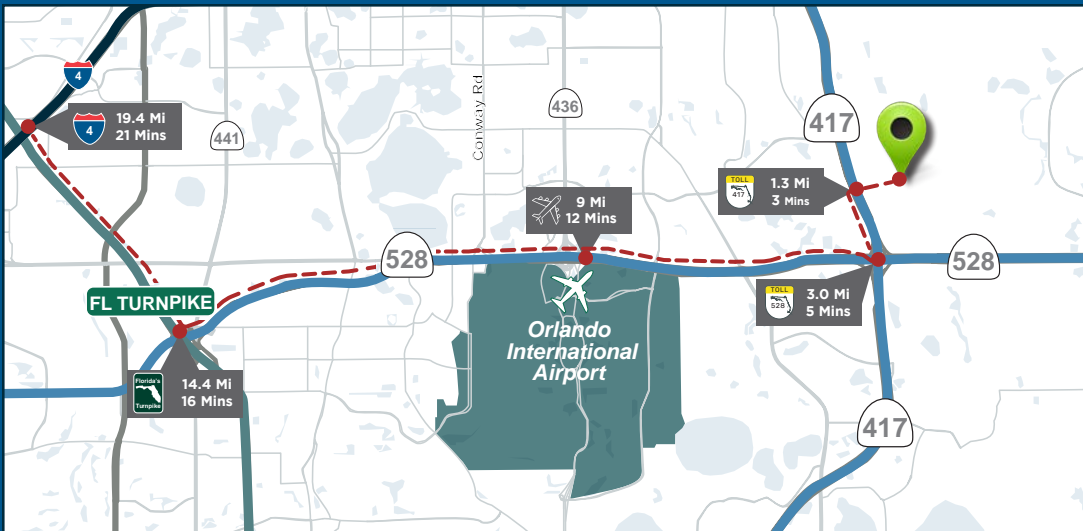 4
4
19.4 Mi
21 Mins
441
Conway Rd
436
417
TOLL
417
1.3 Mi
3 Mins
9 Mi
12 Mins
528
528
FL TURNPIKE
TOLL
528
3.0 Mi
5 Mins
Orlando
International
Airport
Florida's
Turnpike
14.4 Mi
16 Mins
417